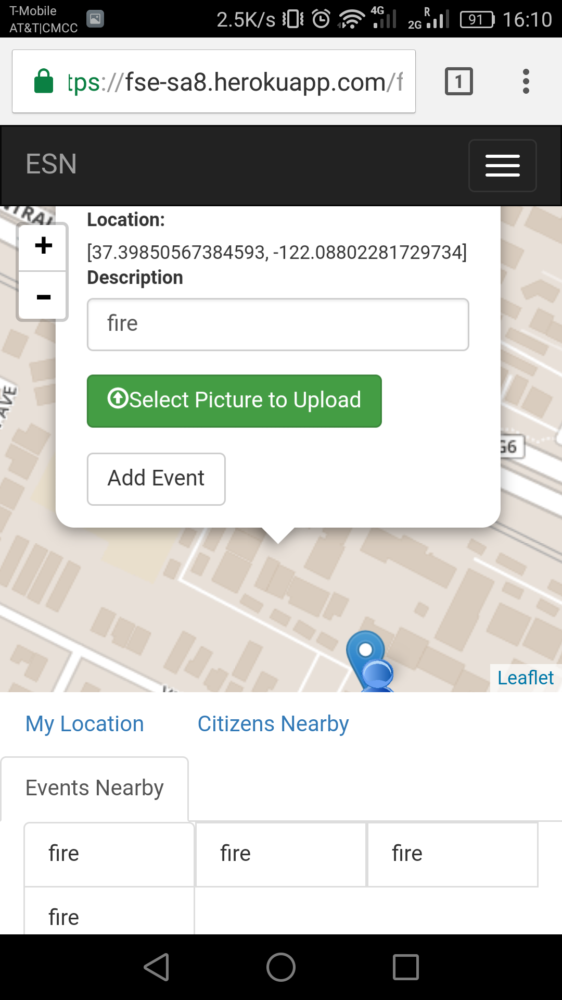 T-Mobile
AT&T|CMCC
2.5K/s
4G
2G
R
91
16:10
tps://fse-sa8.herokuapp.com/f
1
ESN
Location:
[37.39850567384593, -122.08802281729734]
Description
fire
Select Picture to Upload
Add Event
+
-
AVE
G6
Leaflet
My Location
Citizens Nearby
Events Nearby
fire fire fire
fire